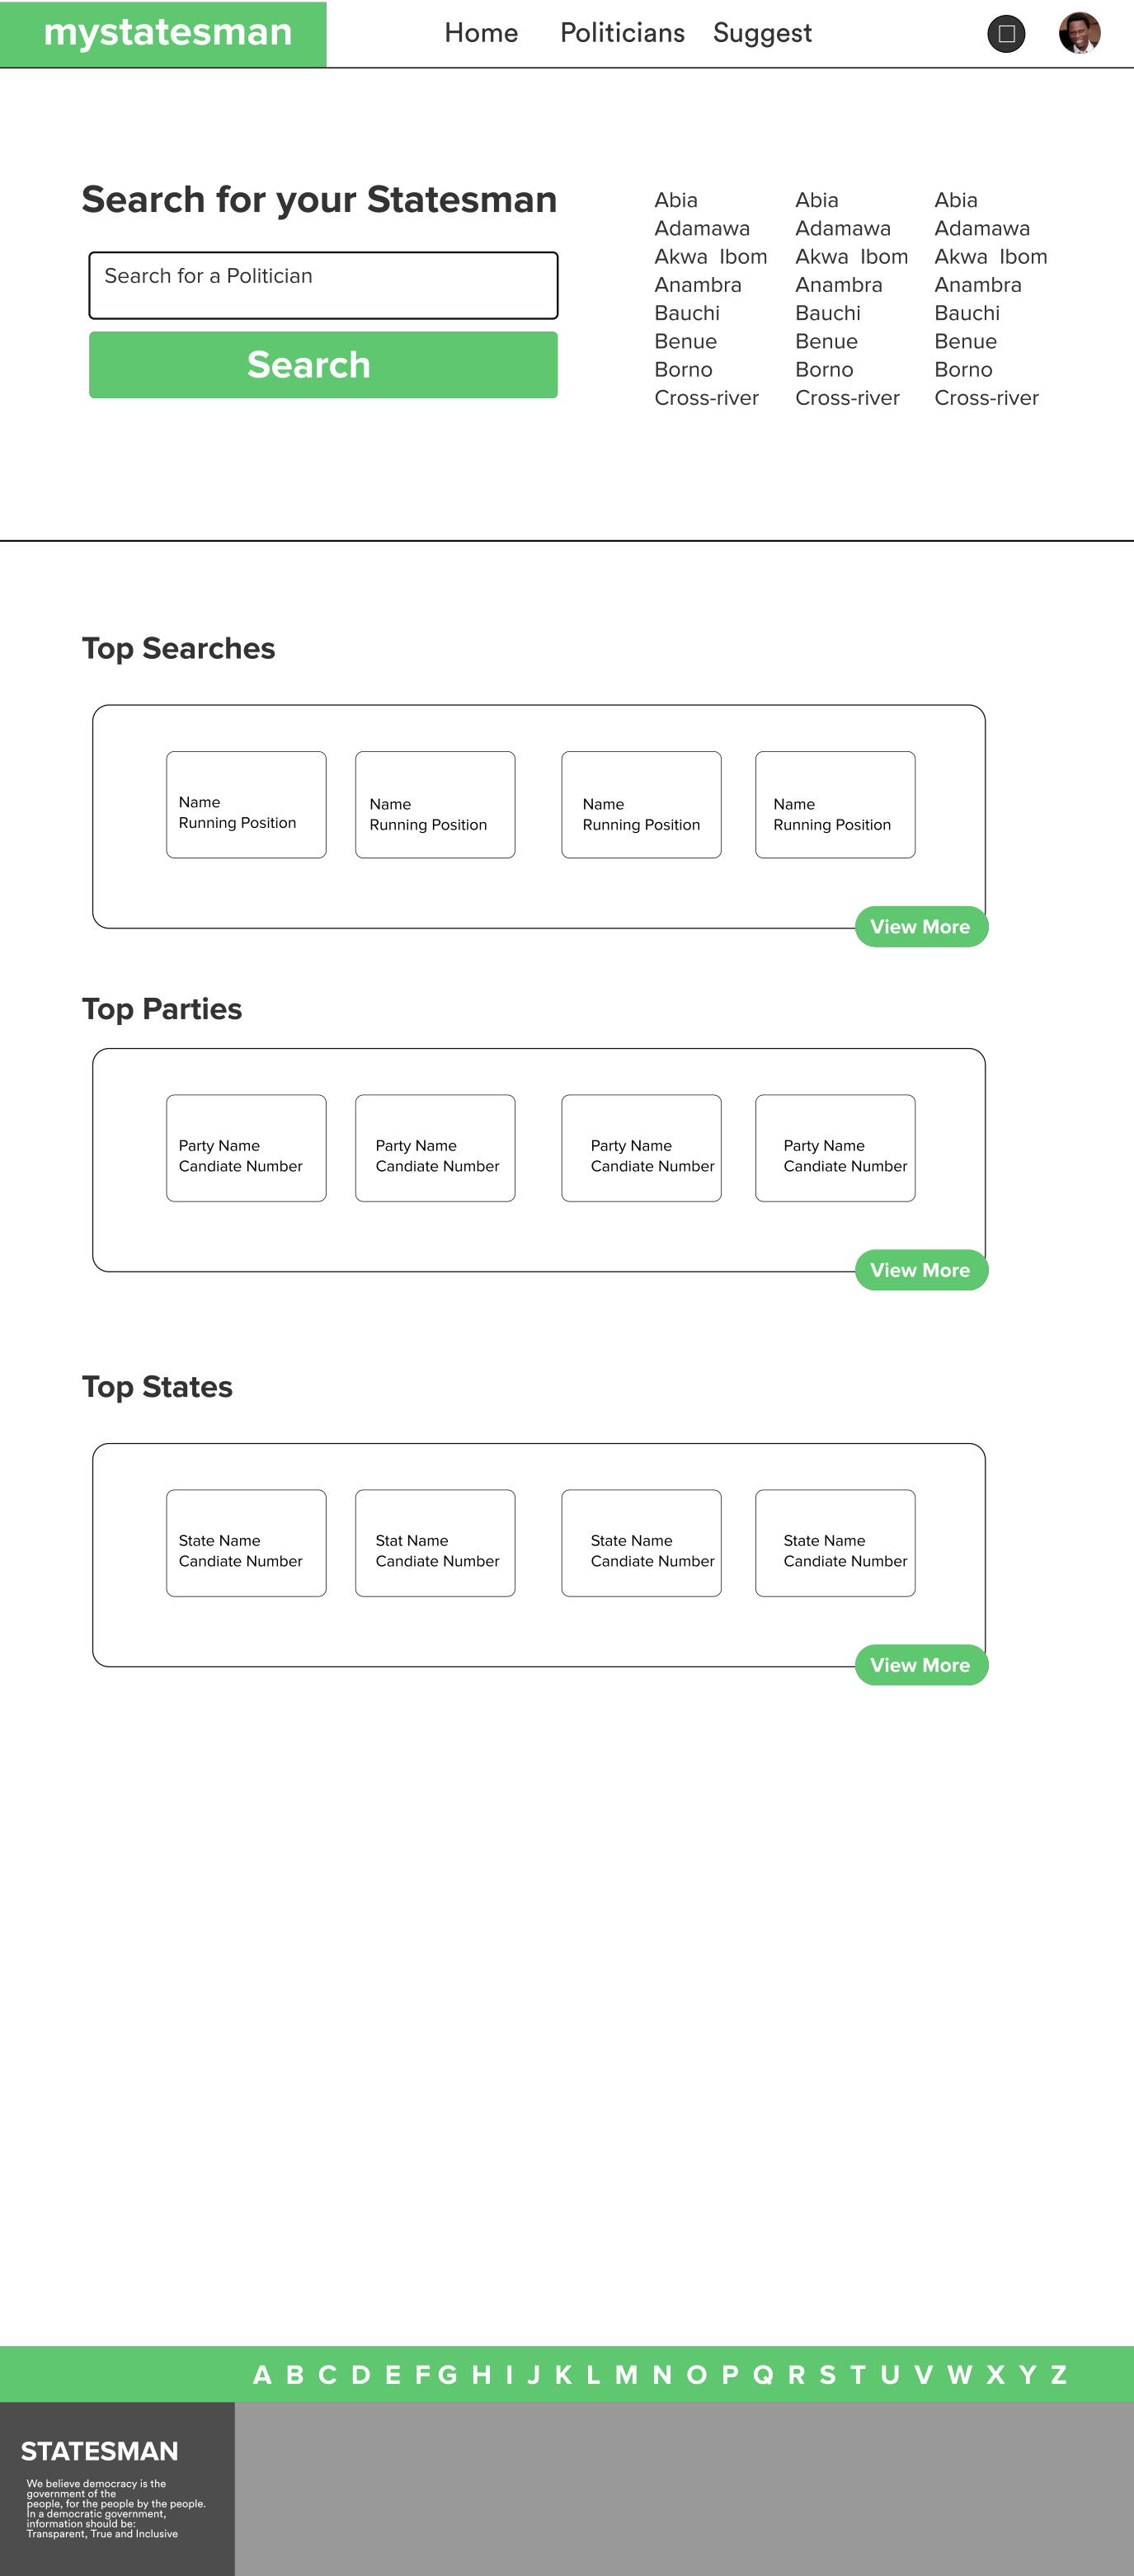 mystatesman
Home Politicians Suggest
Search for your Statesman
Search for a Politician
Search
Abia Abia Abia
Adamawa Adamawa Adamawa
Akwa Ibom Akwa Ibom Akwa Ibom
Anambra Anambra Anambra
Bauchi Bauchi Bauchi
Benue Benue Benue
Borno Borno Borno
Cross-river Cross-river Cross-river
Top Searches
Name Name Name Name
Running Position Running Position Running Position Running Position
View More
Top Parties
Party Name Party Name Party Name Party Name
Candiate Number Candiate Number Candiate Number Candiate Number
View More
Top States
State Name Stat Name State Name State Name
Candiate Number Candiate Number Candiate Number Candiate Number
View More
A B C D E F G H I J K L M N O P Q R S T U V W X Y Z
STATESMAN
We believe democracy is the
government of the
people, for the people by the people.
In a democratic government,
information should be:
Transparent, True and Inclusive